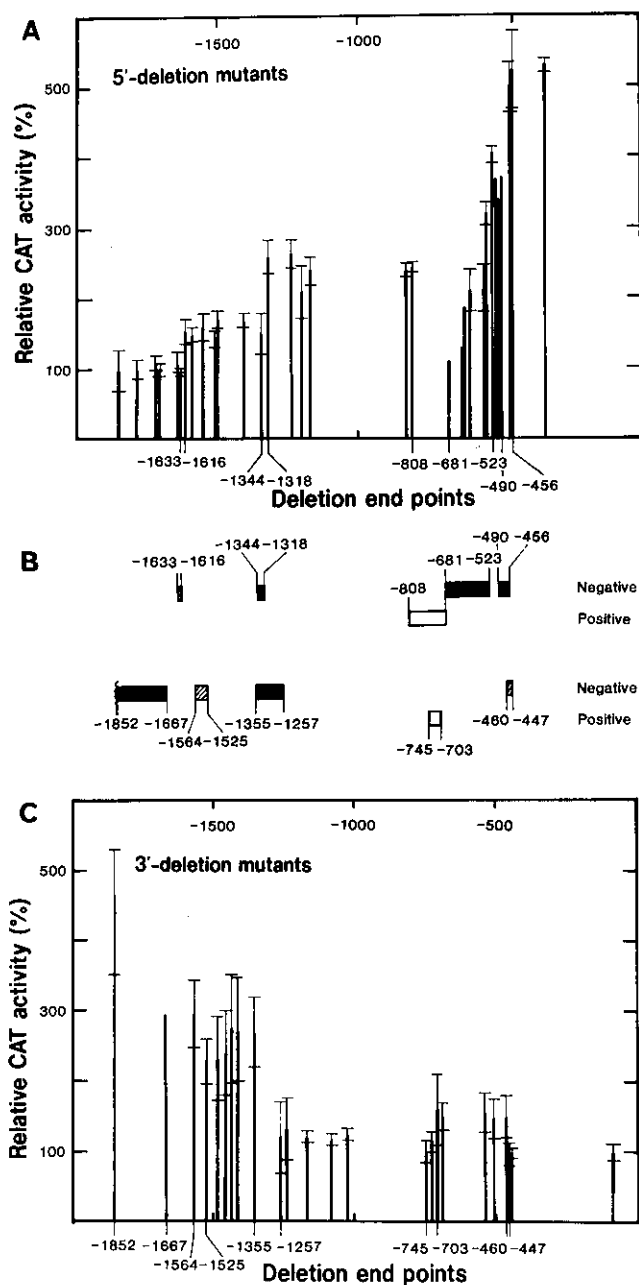 A
-1500 -1000
5'-deletion mutants
500
300
100
Relative CAT activity (%)
-1633 -1616
-1344 -1318
-808 -681 -523
-490 -456
Deletion end points
B
-1633 -1616
-1344 -1318
-808
-681 -523
-490 -456
Negative
Positive
-1852 -1667
-1564 -1525
-1355 -1257
-745 -703
-460 -447
Negative
Positive
C
-1500 -1000 -500
3'-deletion mutants
500
300
100
Relative CAT activity (%)
-1852 -1667
-1564 -1525
-1355 -1257
-745 -703 -460 -447
Deletion end points